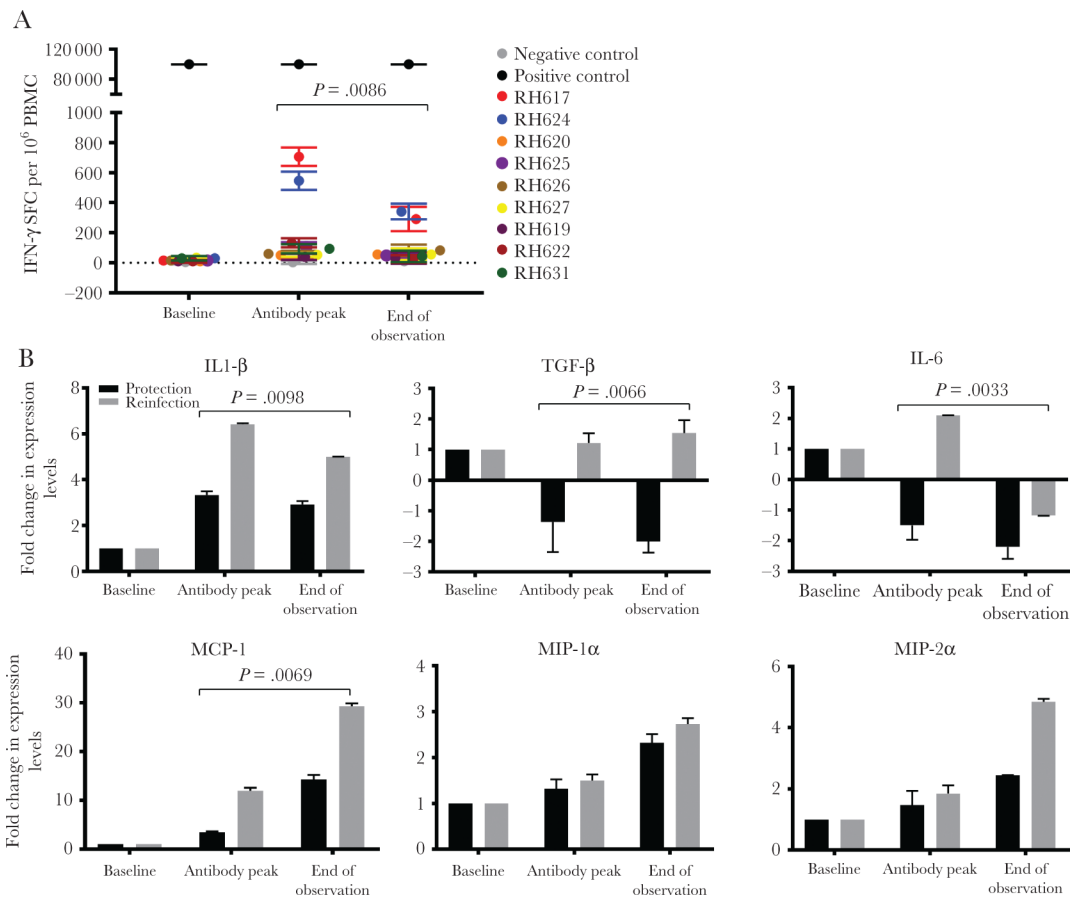 A
IFN-γ SFC per 10⁶ PBMC
120 000
80 000
1000
800
600
400
200
0
−200
P = .0086
Baseline
Antibody peak
End of
observation
Negative control
Positive control
RH617
RH624
RH620
RH625
RH626
RH627
RH619
RH622
RH631
B
IL1-β
Fold change in expression
levels
8
6
4
2
0
Protection
Reinfection
P = .0098
Baseline
Antibody peak
End of
observation
TGF-β
3
2
1
0
−1
−2
−3
P = .0066
Baseline
Antibody peak
End of
observation
IL-6
3
2
1
0
−1
−2
−3
P = .0033
Baseline
Antibody peak
End of
observation
MCP-1
Fold change in expression
levels
40
30
20
10
0
P = .0069
Baseline
Antibody peak
End of
observation
MIP-1α
4
3
2
1
0
Baseline
Antibody peak
End of
observation
MIP-2α
6
4
2
0
Baseline
Antibody peak
End of
observation